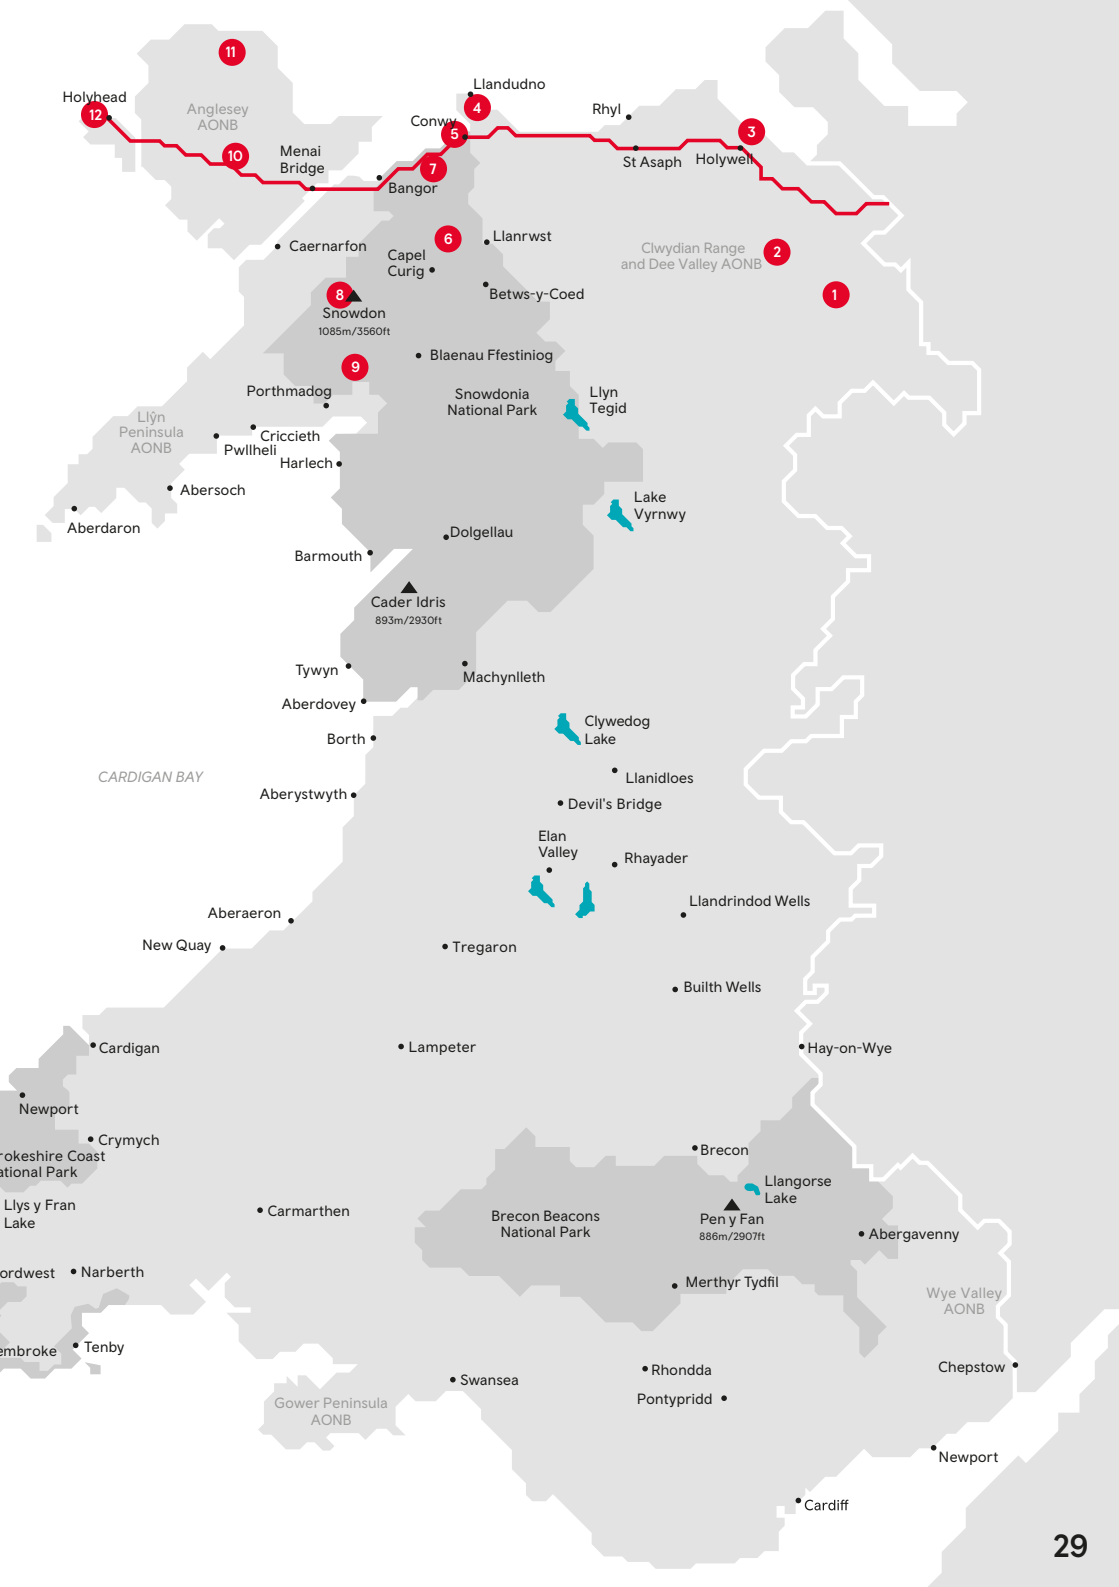 11
Llandudno
Holyhead
12
Anglesey
AONB
4
Rhyl
Conwy
5
3
10
Menai
Bridge
St Asaph
Holywell
7
Bangor
6
Llanrwst
Caernarfon
Capel
Curig
Clwydian Range
and Dee Valley AONB
2
8
Betws-y-Coed
1
Snowdon
1085m/3560ft
Blaenau Ffestiniog
9
Porthmadog
Snowdonia
National Park
Llyn
Tegid
Llŷn
Peninsula
AONB
Criccieth
Pwllheli
Harlech
Abersoch
Lake
Vyrnwy
Aberdaron
Dolgellau
Barmouth
Cader Idris
893m/2930ft
Tywyn
Machynlleth
Aberdovey
Clywedog
Lake
Borth
CARDIGAN BAY
Llanidloes
Aberystwyth
Devil's Bridge
Elan
Valley
Rhayader
Llandrindod Wells
Aberaeron
New Quay
Tregaron
Builth Wells
Cardigan
Lampeter
Hay-on-Wye
Newport
Crymych
rokeshire Coast
ational Park
Brecon
Llangorse
Lake
Llys y Fran
Lake
Carmarthen
Brecon Beacons
National Park
Pen y Fan
886m/2907ft
Abergavenny
ordwest
Narberth
Merthyr Tydfil
Wye Valley
AONB
embroke
Tenby
Rhondda
Chepstow
Swansea
Pontypridd
Gower Peninsula
AONB
Newport
Cardiff
29